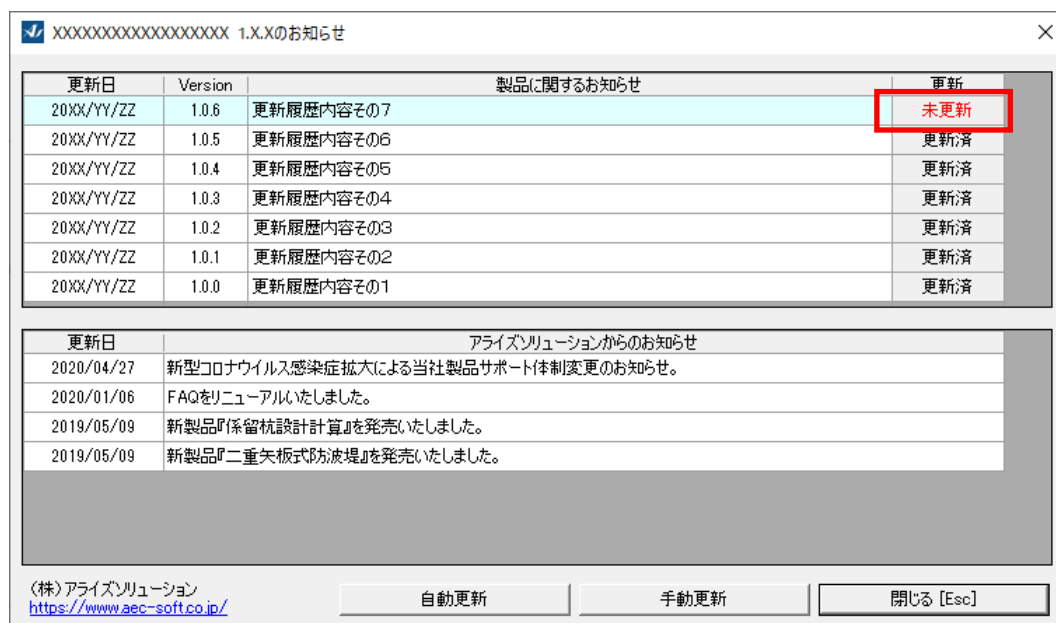 XXXXXXXXXXXXXXXXXX 1.X.Xのお知らせ
更新日 Version 製品に関するお知らせ 更新
20XX/YY/ZZ 1.0.6 更新履歴内容その7 未更新
20XX/YY/ZZ 1.0.5 更新履歴内容その6 更新済
20XX/YY/ZZ 1.0.4 更新履歴内容その5 更新済
20XX/YY/ZZ 1.0.3 更新履歴内容その4 更新済
20XX/YY/ZZ 1.0.2 更新履歴内容その3 更新済
20XX/YY/ZZ 1.0.1 更新履歴内容その2 更新済
20XX/YY/ZZ 1.0.0 更新履歴内容その1 更新済
更新日 アライズソリューションからのお知らせ
2020/04/27 新型コロナウイルス感染症拡大による当社製品サポート体制変更のお知らせ。
2020/01/06 FAQをリニューアルいたしました。
2019/05/09 新製品『係留杭設計計算』を発売いたしました。
2019/05/09 新製品『二重矢板式防波堤』を発売いたしました。
(株)アライズソリューション
https://www.aec-soft.co.jp/
自動更新 手動更新 閉じる [Esc]